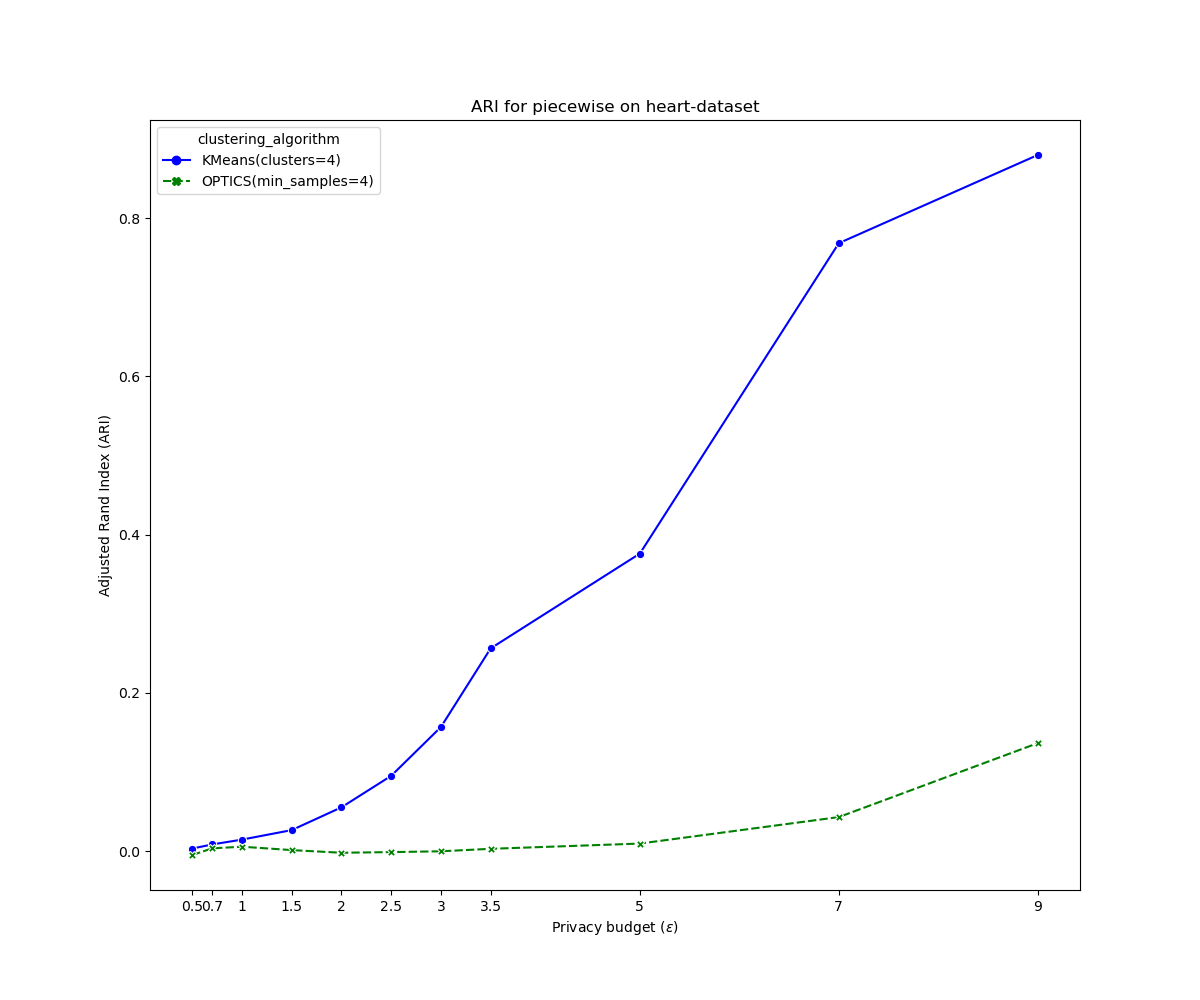 ARI for piecewise on heart-dataset
clustering_algorithm
KMeans(clusters=4)
OPTICS(min_samples=4)
Adjusted Rand Index (ARI)
0.8
0.6
0.4
0.2
0.0
0.5 0.7 1 1.5 2 2.5 3 3.5 5 7 9
Privacy budget (ε)